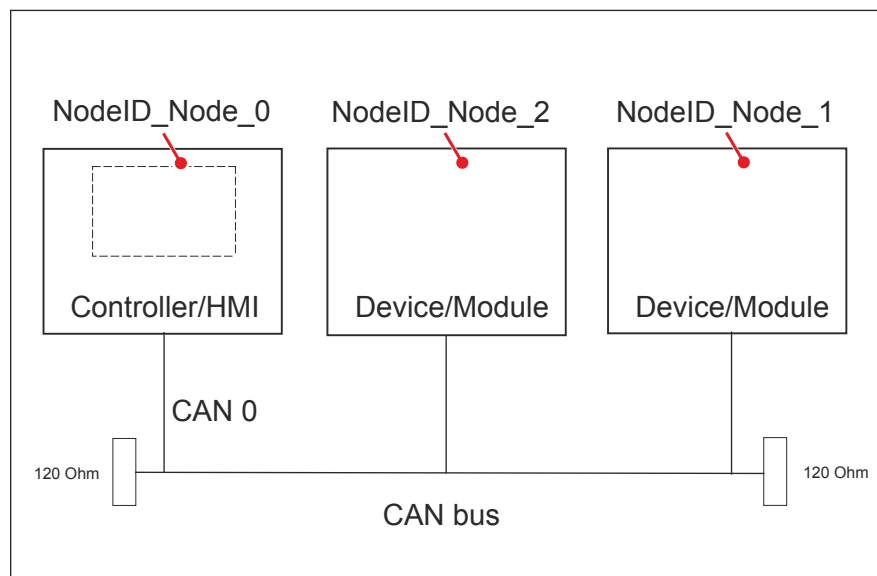 NodeID_Node_0
NodeID_Node_2
NodeID_Node_1
Controller/HMI
Device/Module
Device/Module
CAN 0
120 Ohm
120 Ohm
CAN bus